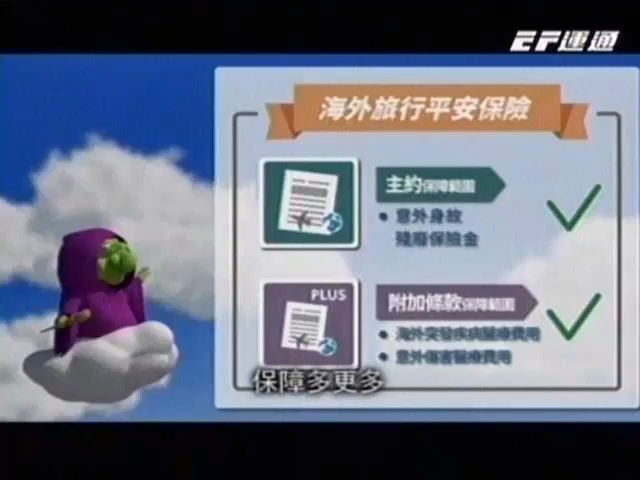 EF運通
海外旅行平安保險
主約保障範圍
• 意外身故
殘廢保險金
PLUS
附加條款保障範圍
• 海外突發疾病醫療費用
• 意外傷害醫療費用
保障多更多